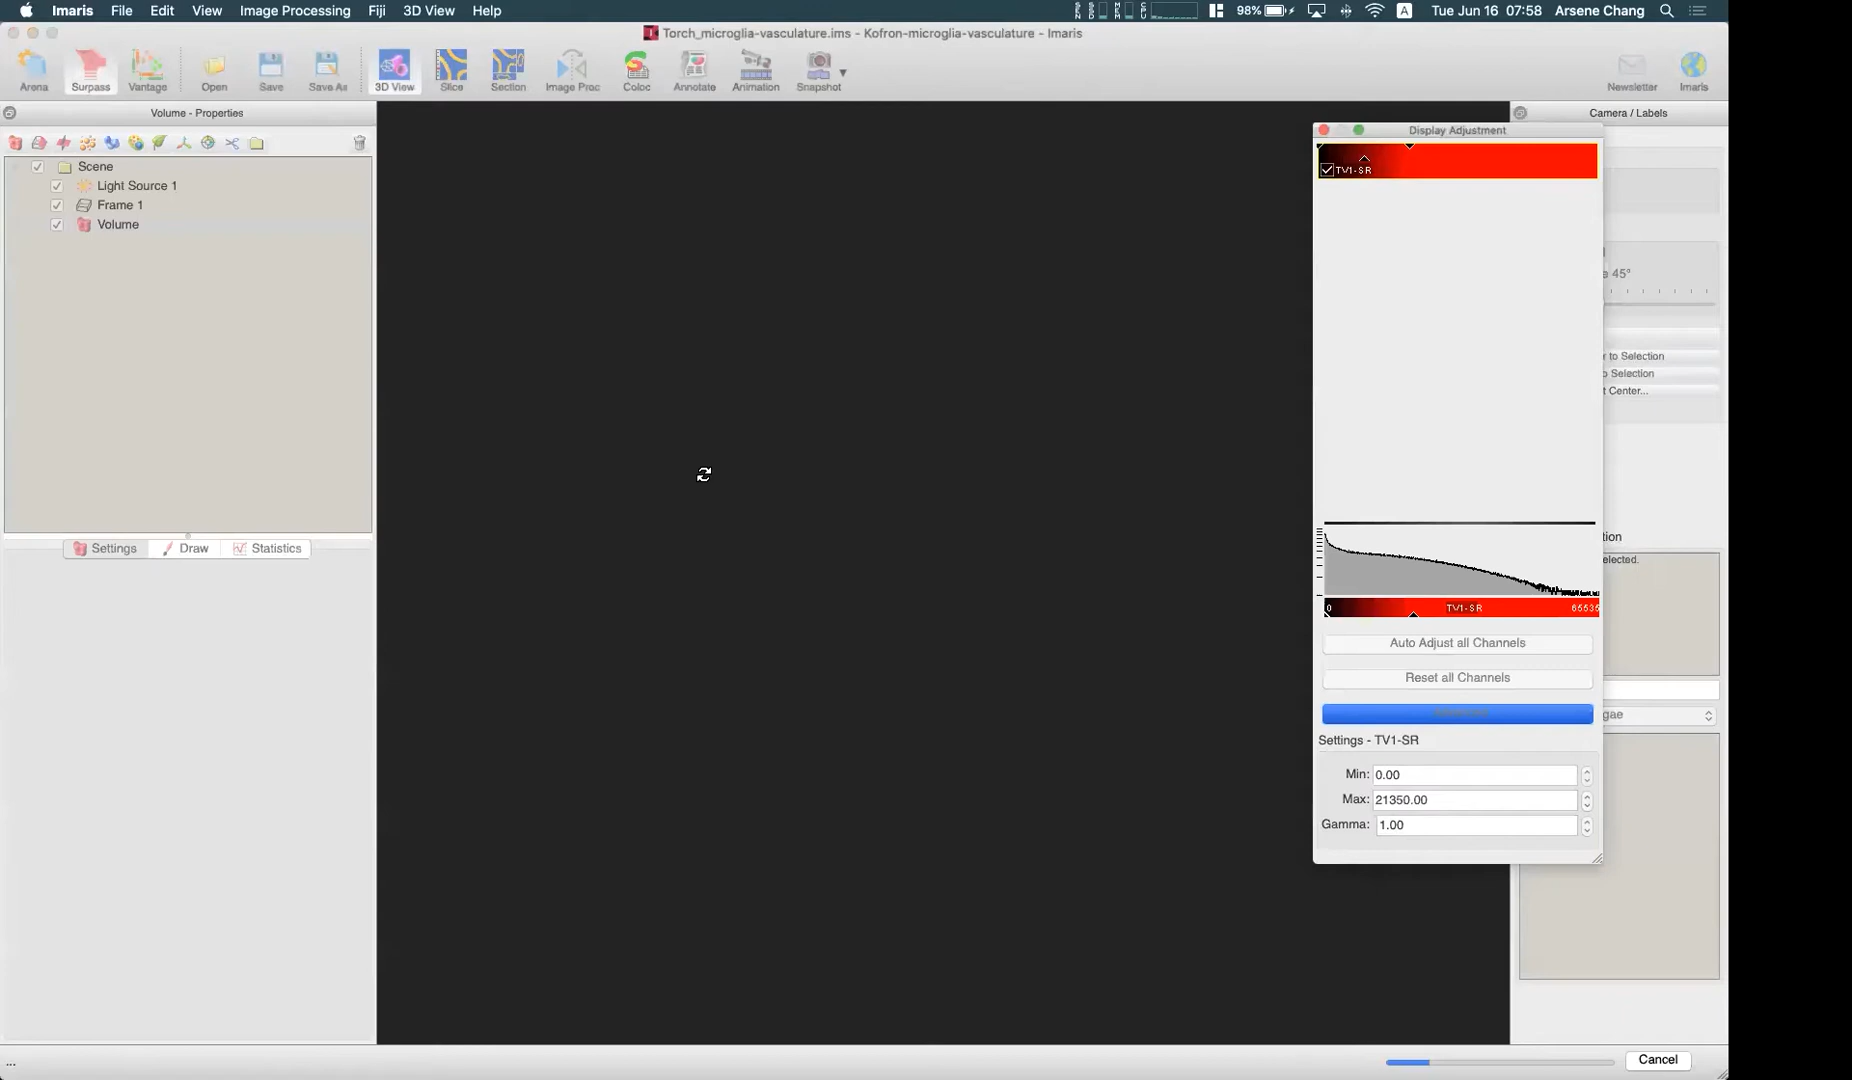 Imaris File Edit View Image Processing Fiji 3D View Help 98% A Tue Jun 16 07:58 Arsene Chang
Torch_microglia-vasculature.ims - Kofron-microglia-vasculature - Imaris
Arena Surpass Vantage Open Save Save As 3D View Slice Section Image Proc Coloc Annotate Animation Snapshot Newsletter Imaris
Volume - Properties
Camera / Labels
Display Adjustment
Scene
Light Source 1
Frame 1
Volume
TV1-SR
e 45°
r to Selection
o Selection
t Center...
Settings Draw Statistics
tion
elected.
0 TV1-SR 65535
Auto Adjust all Channels
Reset all Channels
gae
Settings - TV1-SR
Min: 0.00
Max: 21350.00
Gamma: 1.00
...
Cancel